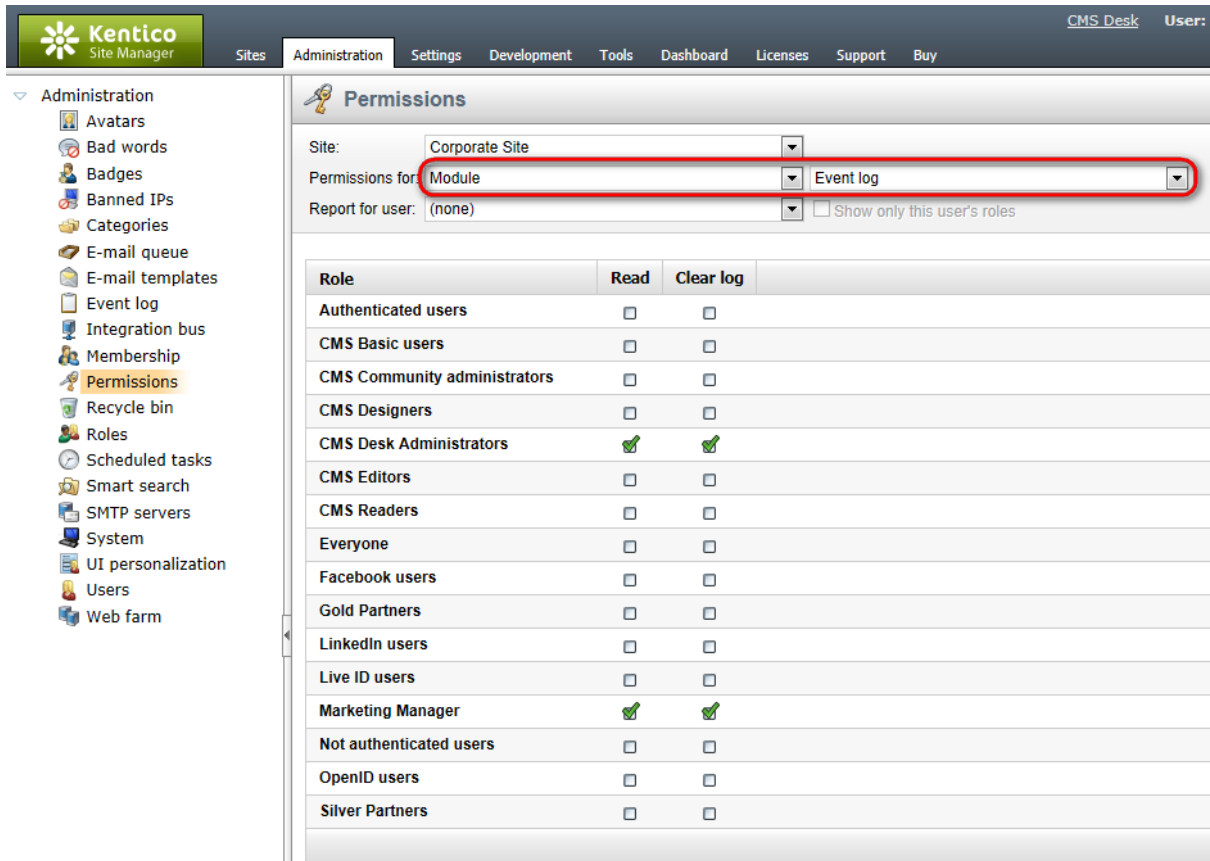 CMS Desk User:
Kentico
Site Manager
Sites Administration Settings Development Tools Dashboard Licenses Support Buy
Administration
Avatars
Bad words
Badges
Banned IPs
Categories
E-mail queue
E-mail templates
Event log
Integration bus
Membership
Permissions
Recycle bin
Roles
Scheduled tasks
Smart search
SMTP servers
System
UI personalization
Users
Web farm
Permissions
Site: Corporate Site
Permissions for: Module Event log
Report for user: (none) Show only this user's roles
Role Read Clear log
Authenticated users
CMS Basic users
CMS Community administrators
CMS Designers
CMS Desk Administrators
CMS Editors
CMS Readers
Everyone
Facebook users
Gold Partners
LinkedIn users
Live ID users
Marketing Manager
Not authenticated users
OpenID users
Silver Partners